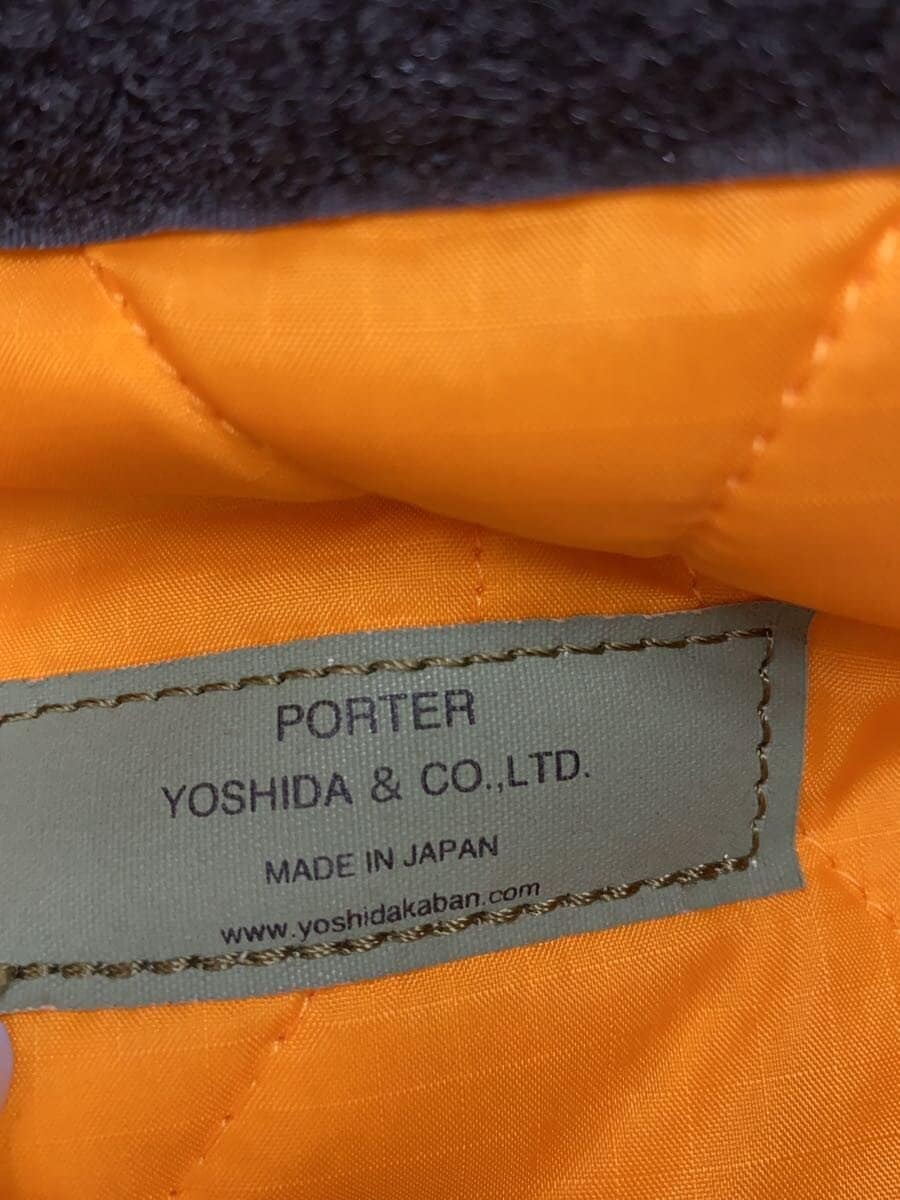 PORTER
YOSHIDA & CO.,LTD.
MADE IN JAPAN
www.yoshidakaban.com